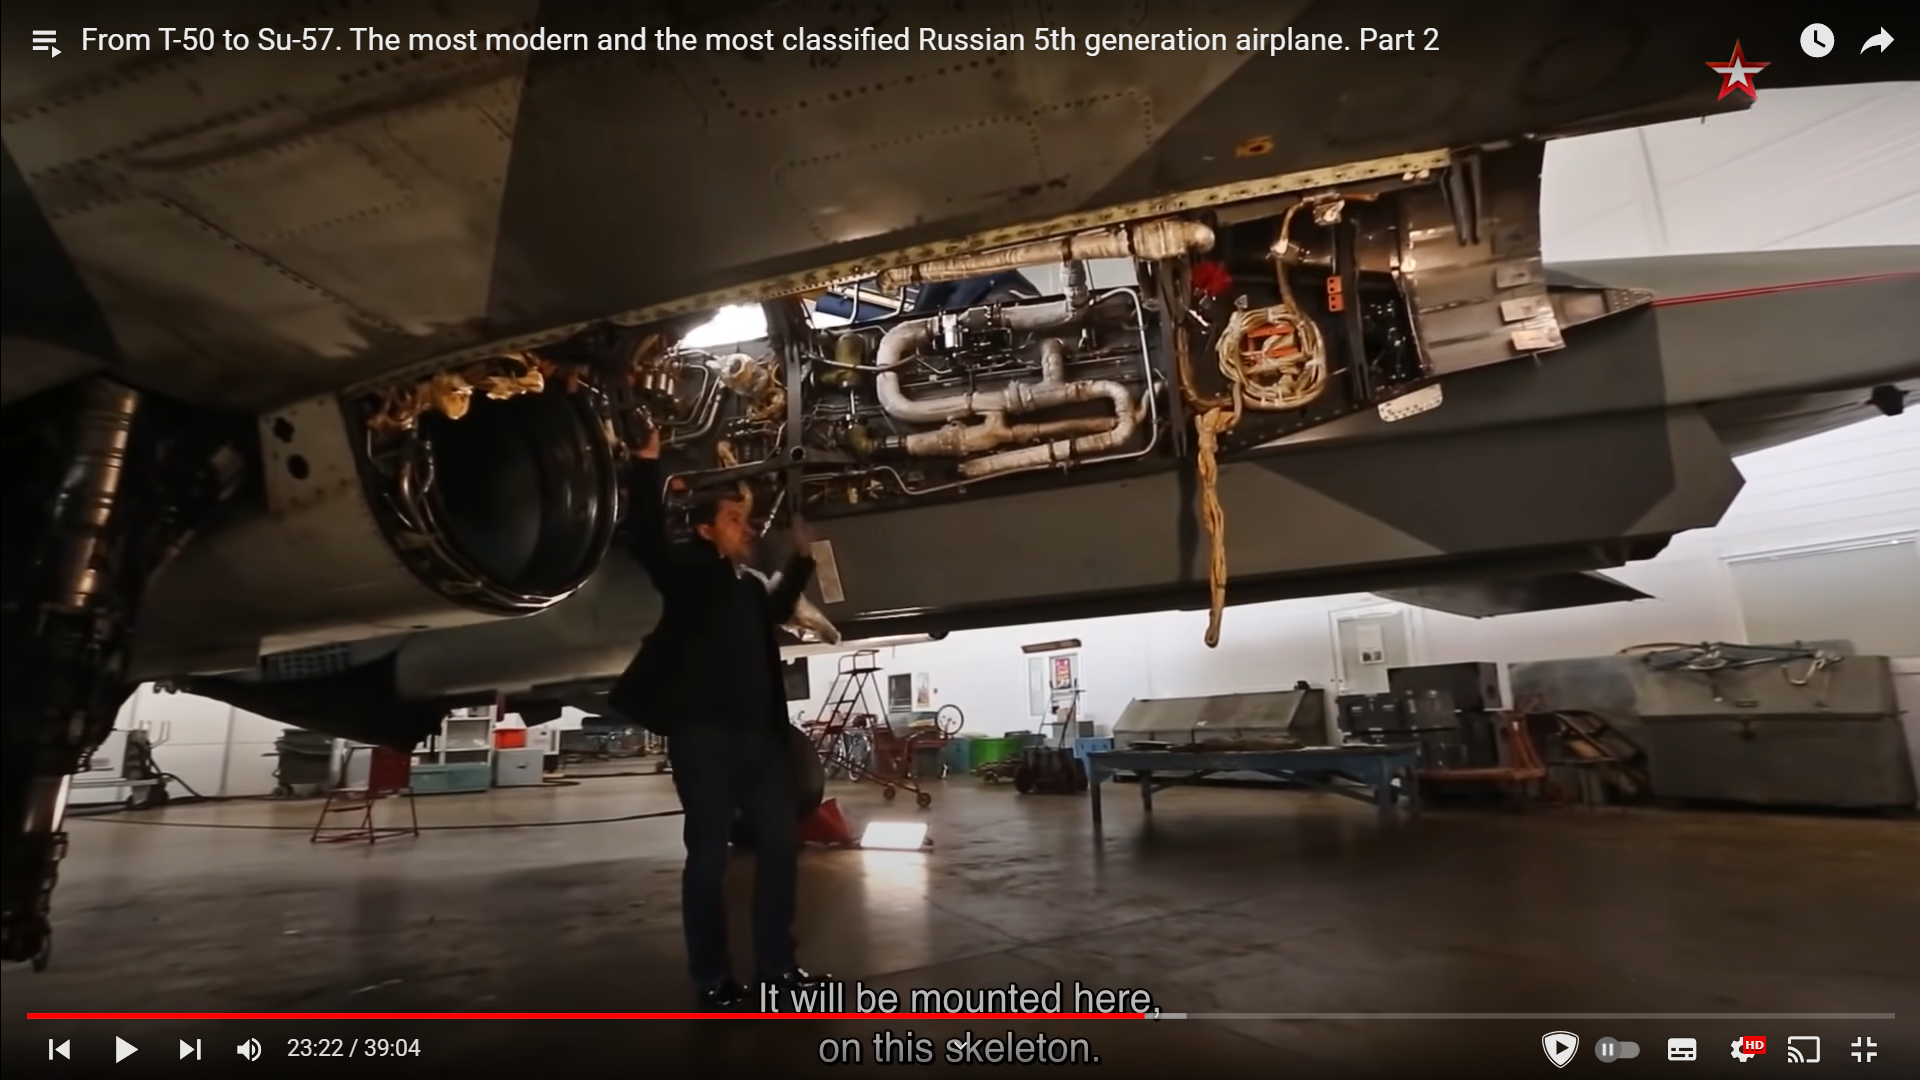 From T-50 to Su-57. The most modern and the most classified Russian 5th generation airplane. Part 2
It will be mounted here,
on this skeleton.
23:22 / 39:04
HD